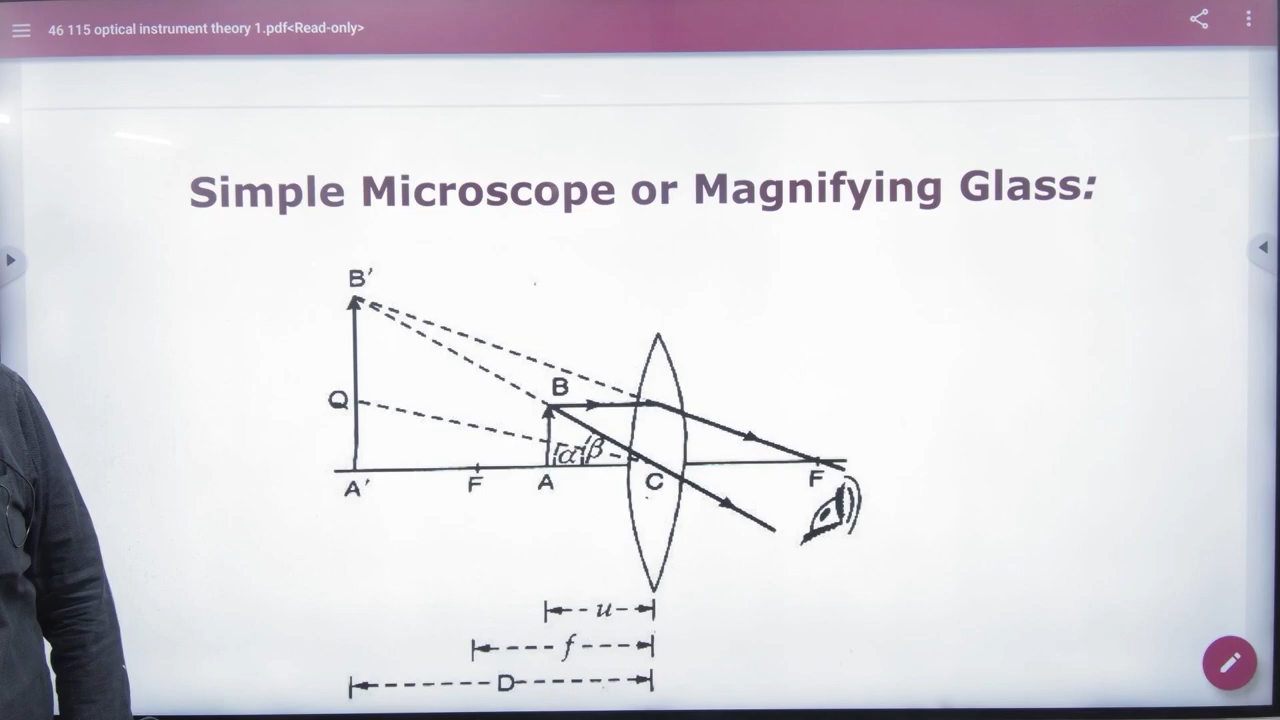 46 115 optical instrument theory 1.pdf<Read-only>
Simple Microscope or Magnifying Glass:
B′
B
Q
α β
A′ F A C F
u
f
D